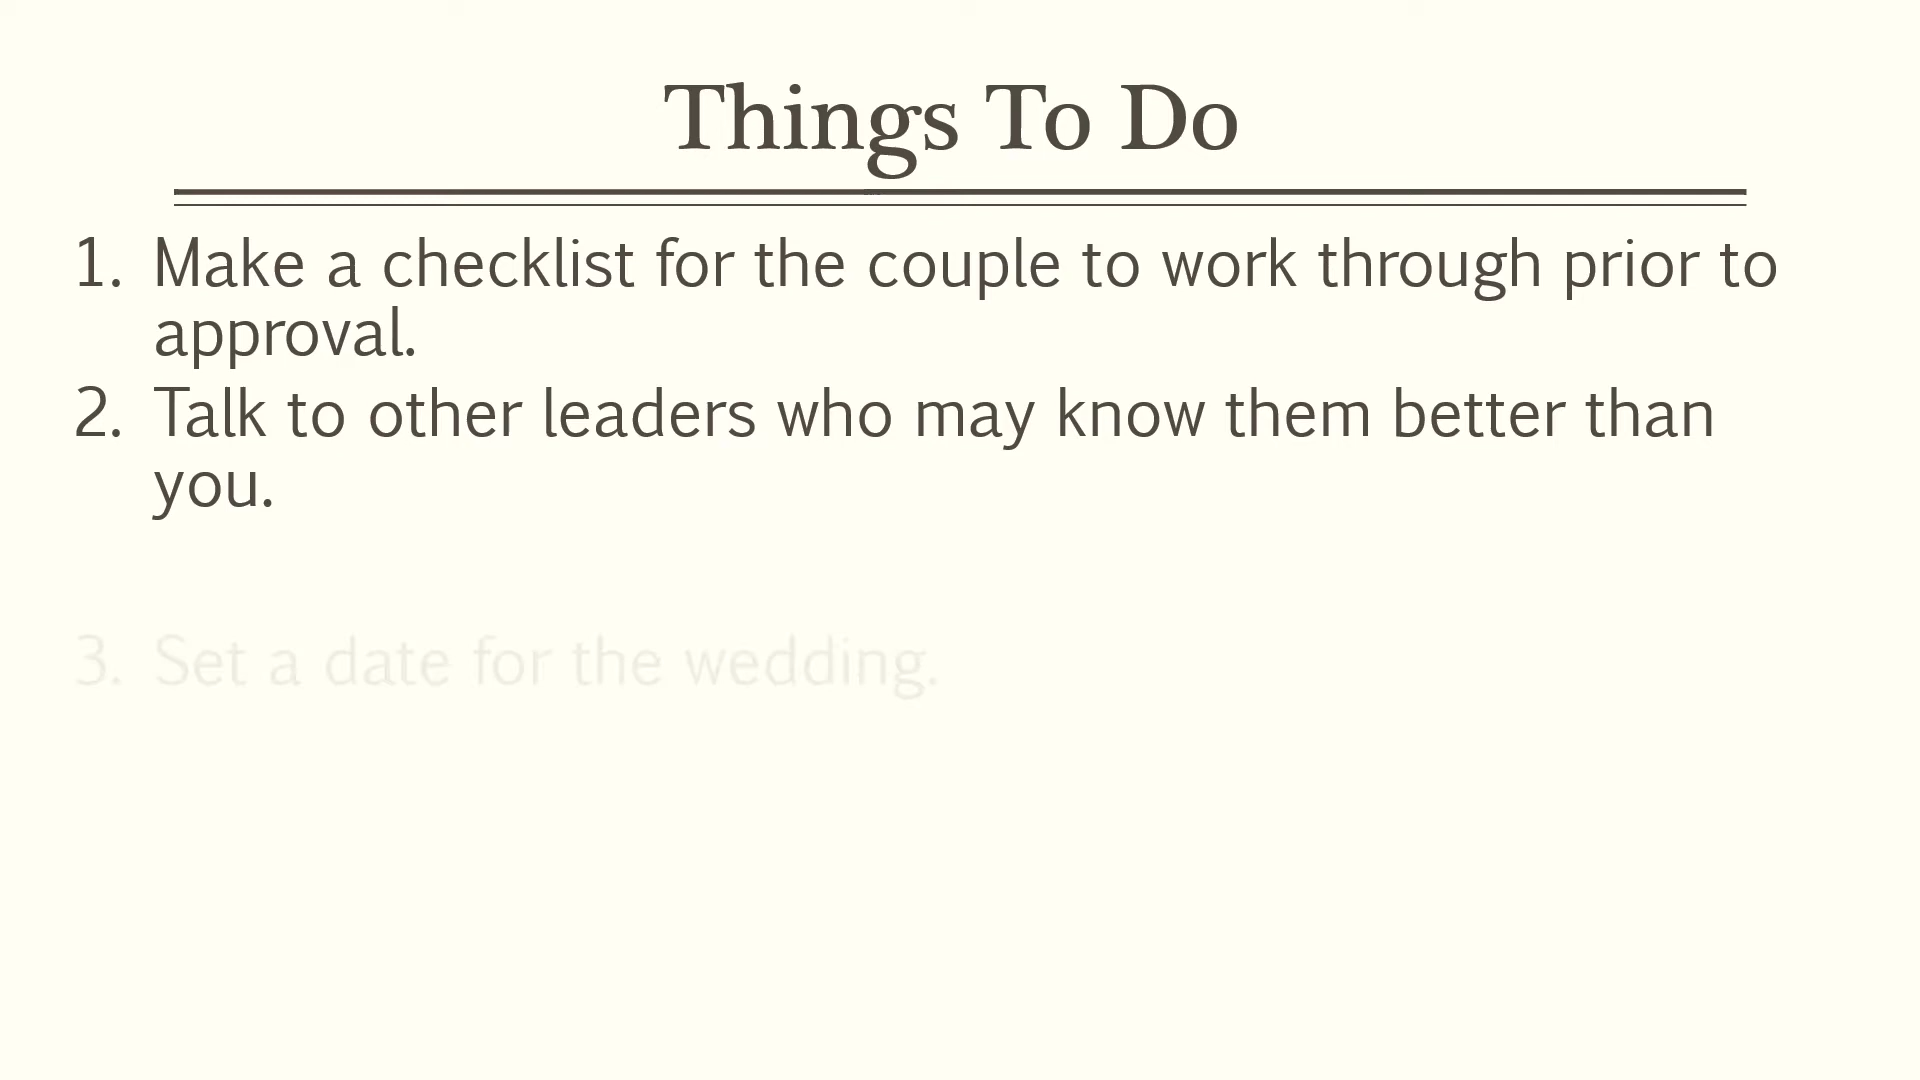 Things To Do
1. Make a checklist for the couple to work through prior to
approval.
2. Talk to other leaders who may know them better than
you.
3. Set a date for the wedding.